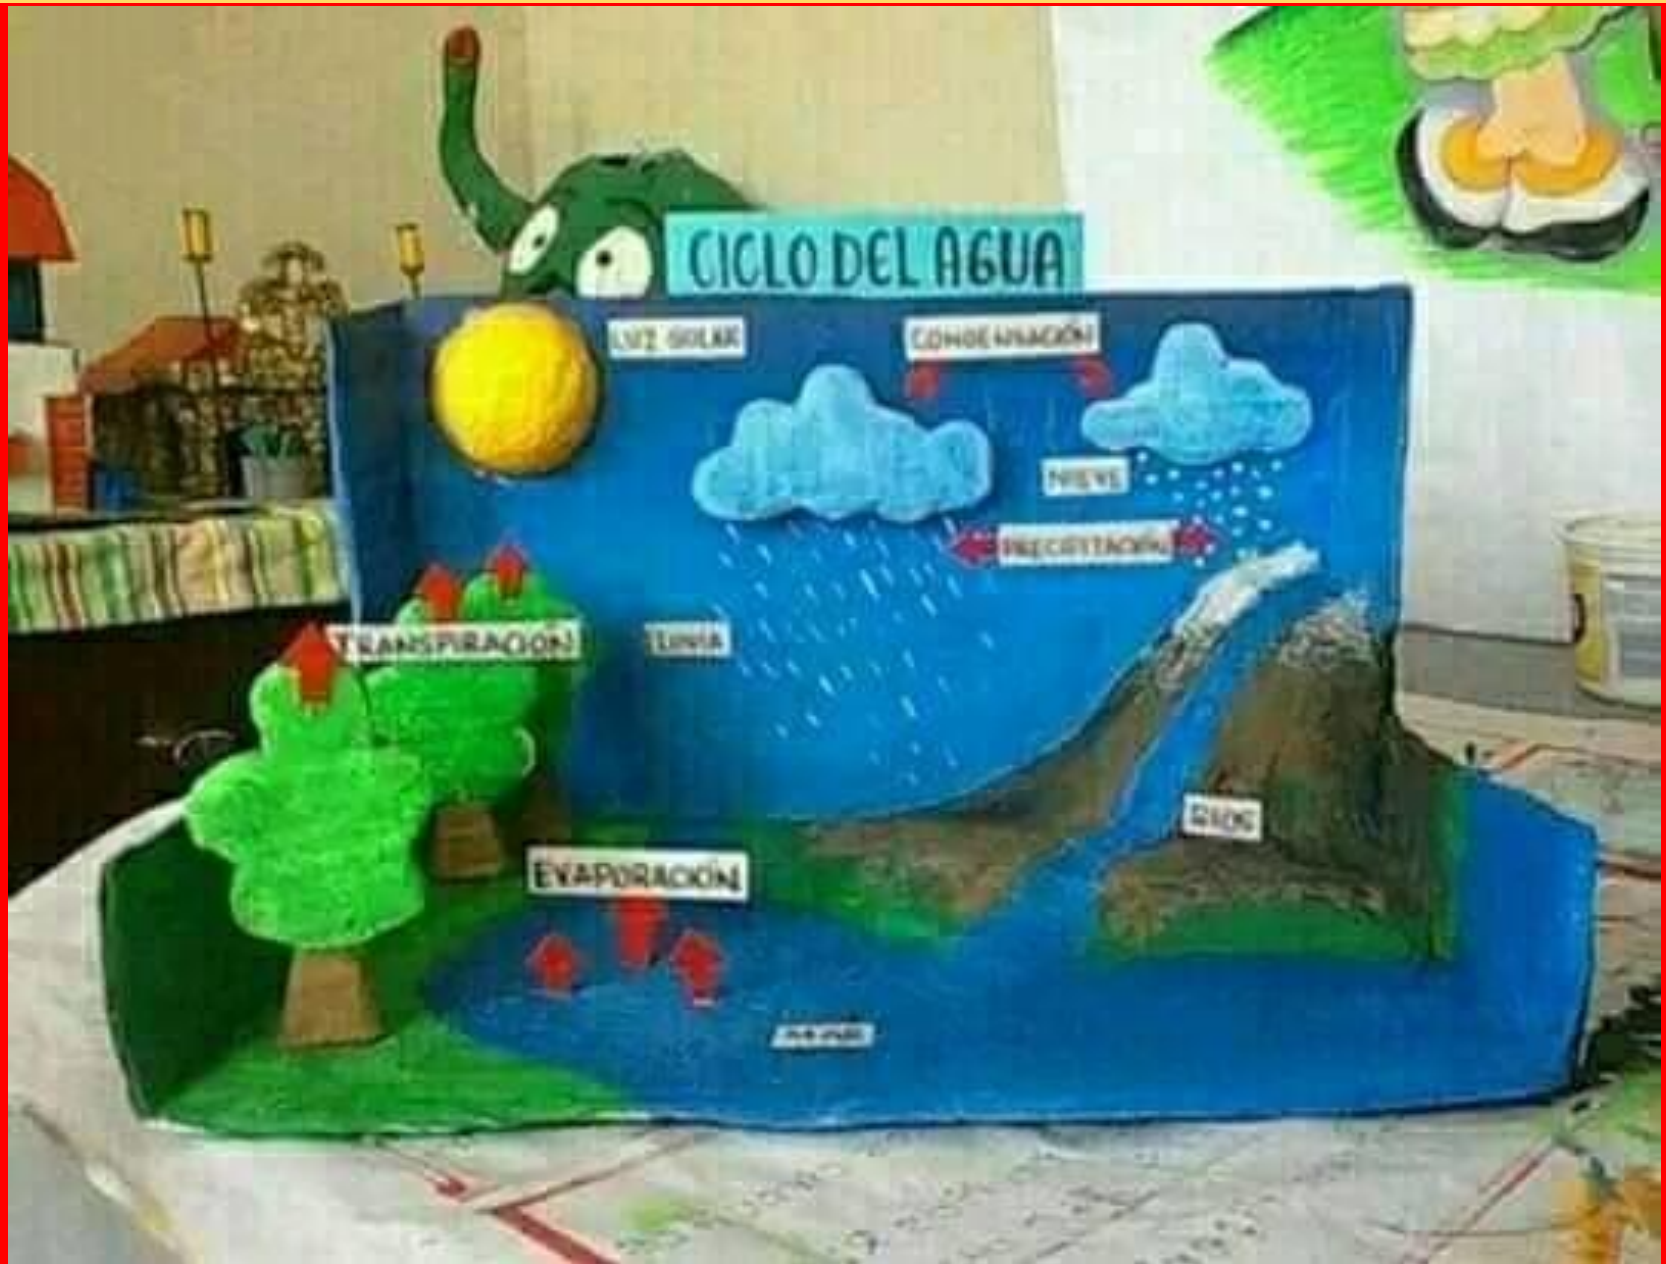 CICLO DEL AGUA
LUZ SOLAR
CONDENSACIÓN
NIEVE
PRECIPITACIÓN
TRANSPIRACIÓN
LLUVIA
RIOS
EVAPORACIÓN